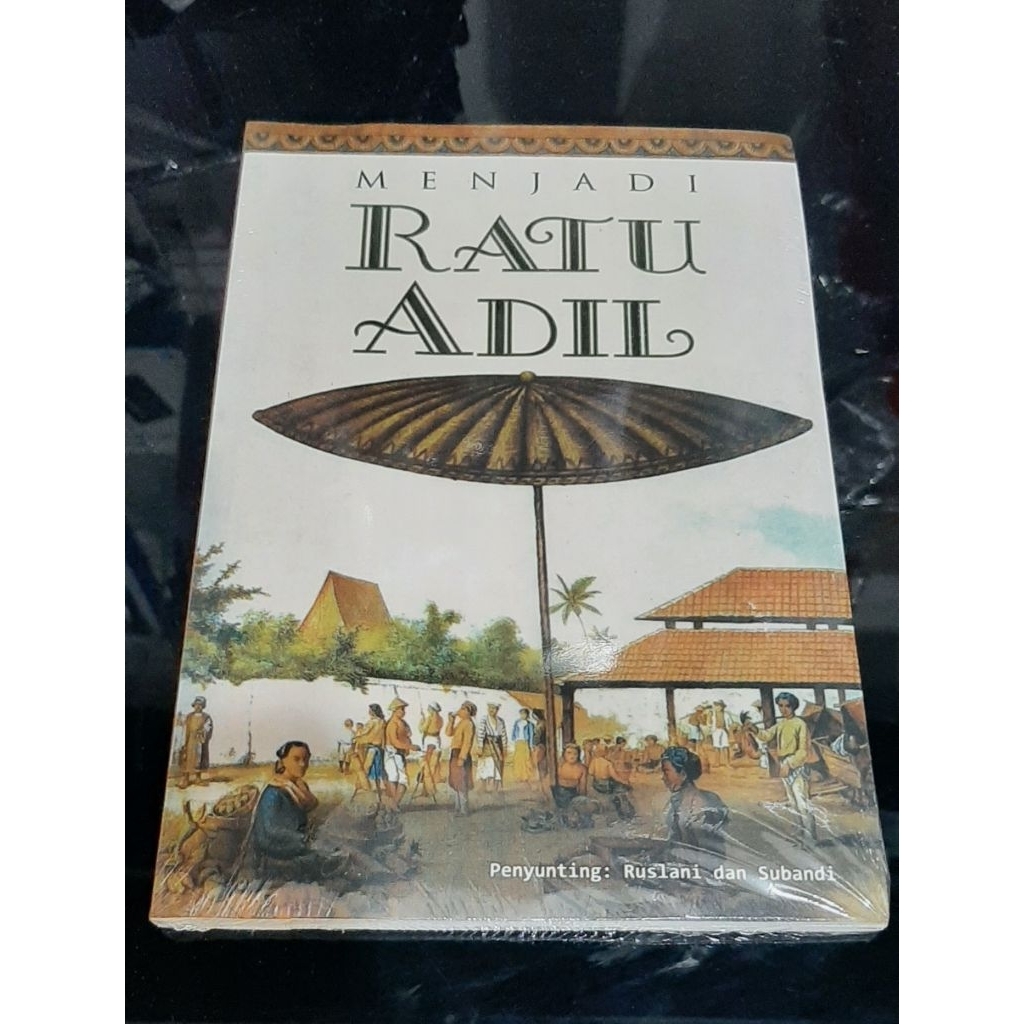 MENJADI
RATU
ADIL
Penyunting: Ruslani dan Subandi